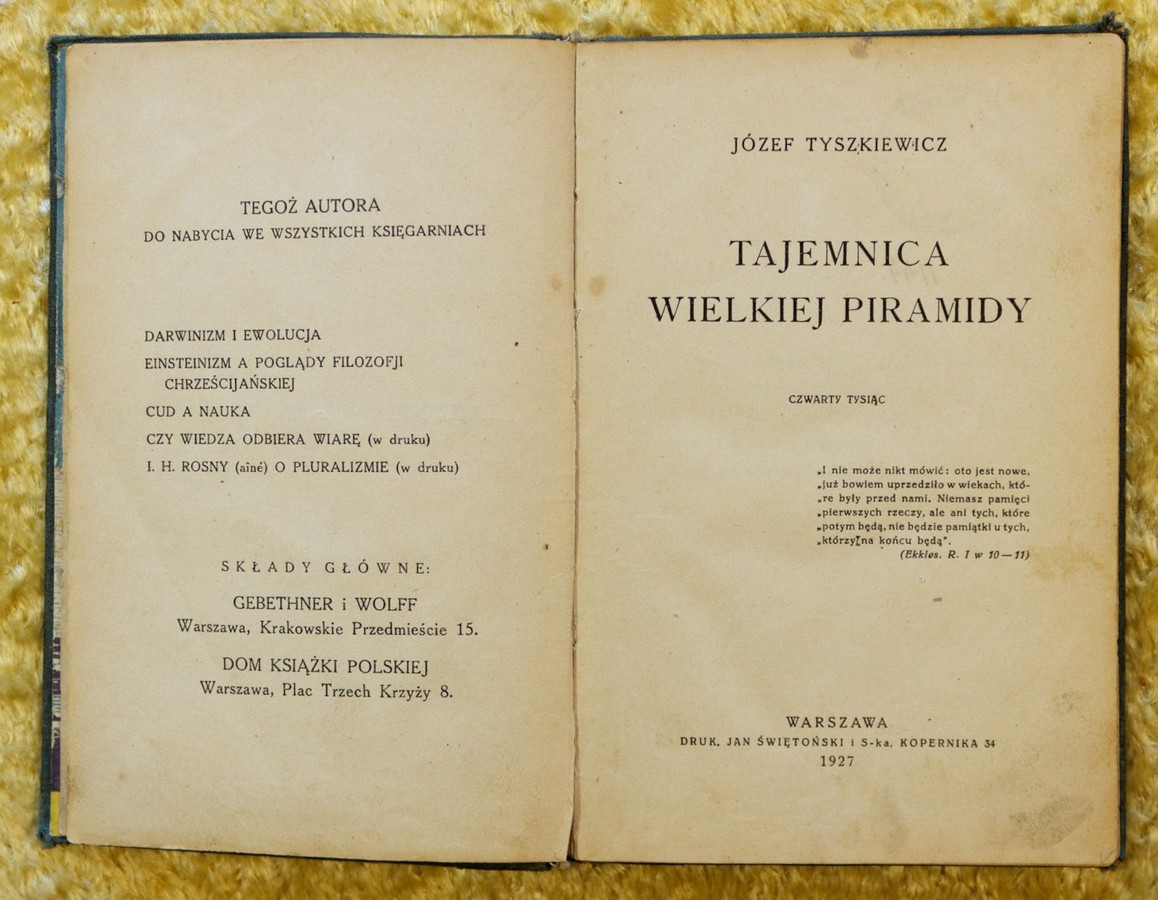 TEGOŻ AUTORA
DO NABYCIA WE WSZYSTKICH KSIĘGARNIACH
DARWINIZM I EWOLUCJA
EINSTEINIZM A POGLĄDY FILOZOFJI
CHRZEŚCIJAŃSKIEJ
CUD A NAUKA
CZY WIEDZA ODBIERA WIARĘ (w druku)
I. H. ROSNY (aîné) O PLURALIZMIE (w druku)
SKŁADY GŁÓWNE:
GEBETHNER i WOLFF
Warszawa, Krakowskie Przedmieście 15.
DOM KSIĄŻKI POLSKIEJ
Warszawa, Plac Trzech Krzyży 8.
JÓZEF TYSZKIEWICZ
TAJEMNICA
WIELKIEJ PIRAMIDY
CZWARTY TYSIĄC
„I nie może nikt mówić: oto jest nowe,
„już bowiem uprzedziło w wiekach, któ-
„re były przed nami. Niemasz pamięci
„pierwszych rzeczy, ale ani tych, które
„potym będą, nie będzie pamiątki u tych,
„którzy na końcu będą".
(Ekkles. R. I w 10—11)
WARSZAWA
DRUK. JAN ŚWIĘTOŃSKI i S-ka, KOPERNIKA 34
1927